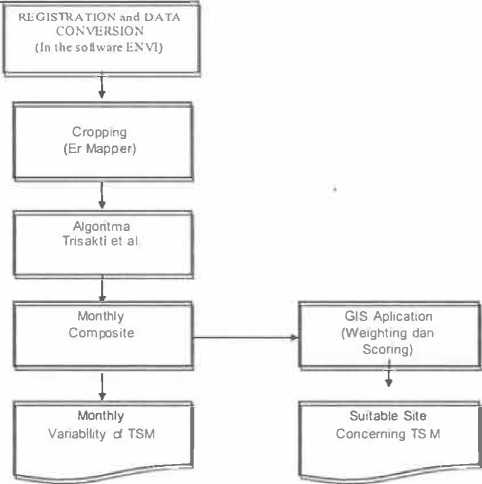 REGISTRATION and DATA
CONVERSION
(In the software ENVI)
Cropping
(Er Mapper)
Algoritma
Trisakti et al
Monthly
Composite
GIS Aplication
(Weighting dan
Scoring)
Monthly
Variability of TSM
Suitable Site
Concerning TSM